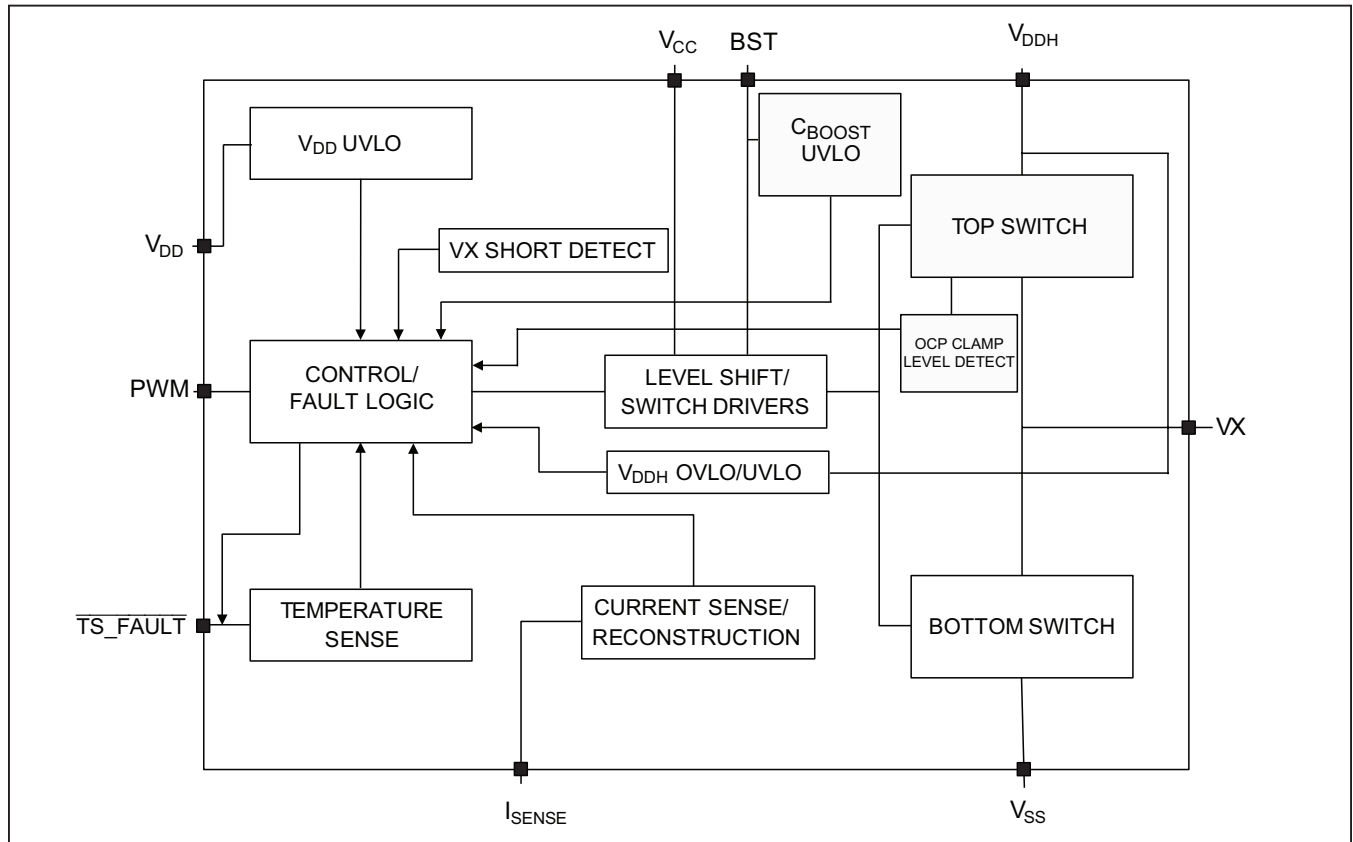 VCC
BST
VDDH
VDD UVLO
CBOOST
UVLO
VDD
VX SHORT DETECT
TOP SWITCH
OCP CLAMP
LEVEL DETECT
PWM
CONTROL/
FAULT LOGIC
LEVEL SHIFT/
SWITCH DRIVERS
VX
VDDH OVLO/UVLO
TS_FAULT
TEMPERATURE
SENSE
CURRENT SENSE/
RECONSTRUCTION
BOTTOM SWITCH
ISENSE
VSS